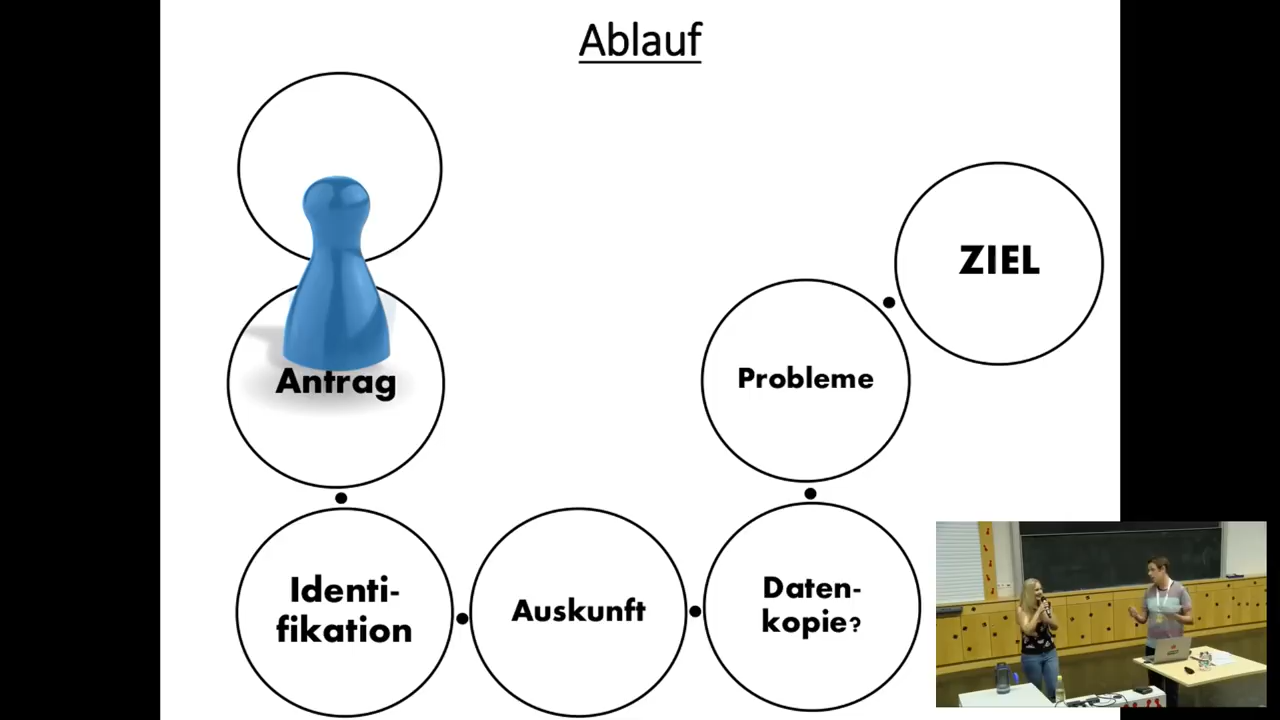 Ablauf
Antrag
Identi-
fikation
Auskunft
Daten-
kopie?
Probleme
ZIEL